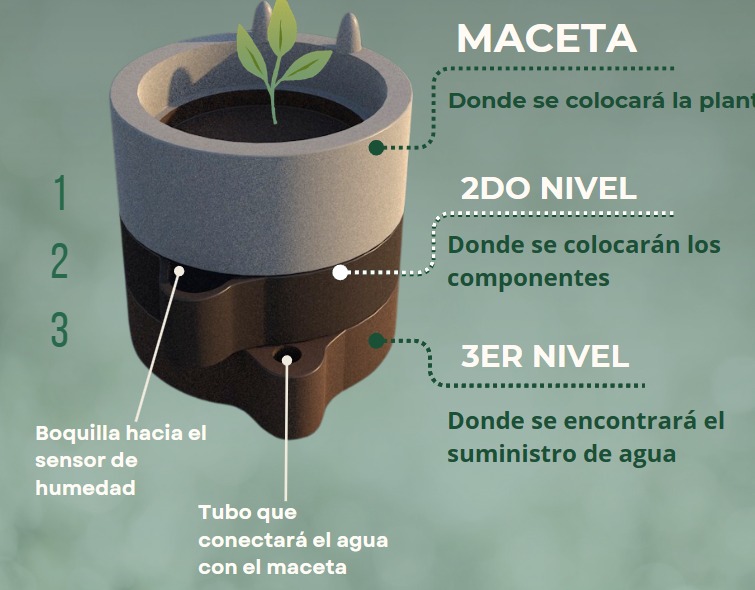 MACETA
Donde se colocará la plant
1
2DO NIVEL
Donde se colocarán los
componentes
2
3
3ER NIVEL
Donde se encontrará el
suministro de agua
Boquilla hacia el
sensor de
humedad
Tubo que
conectará el agua
con el maceta